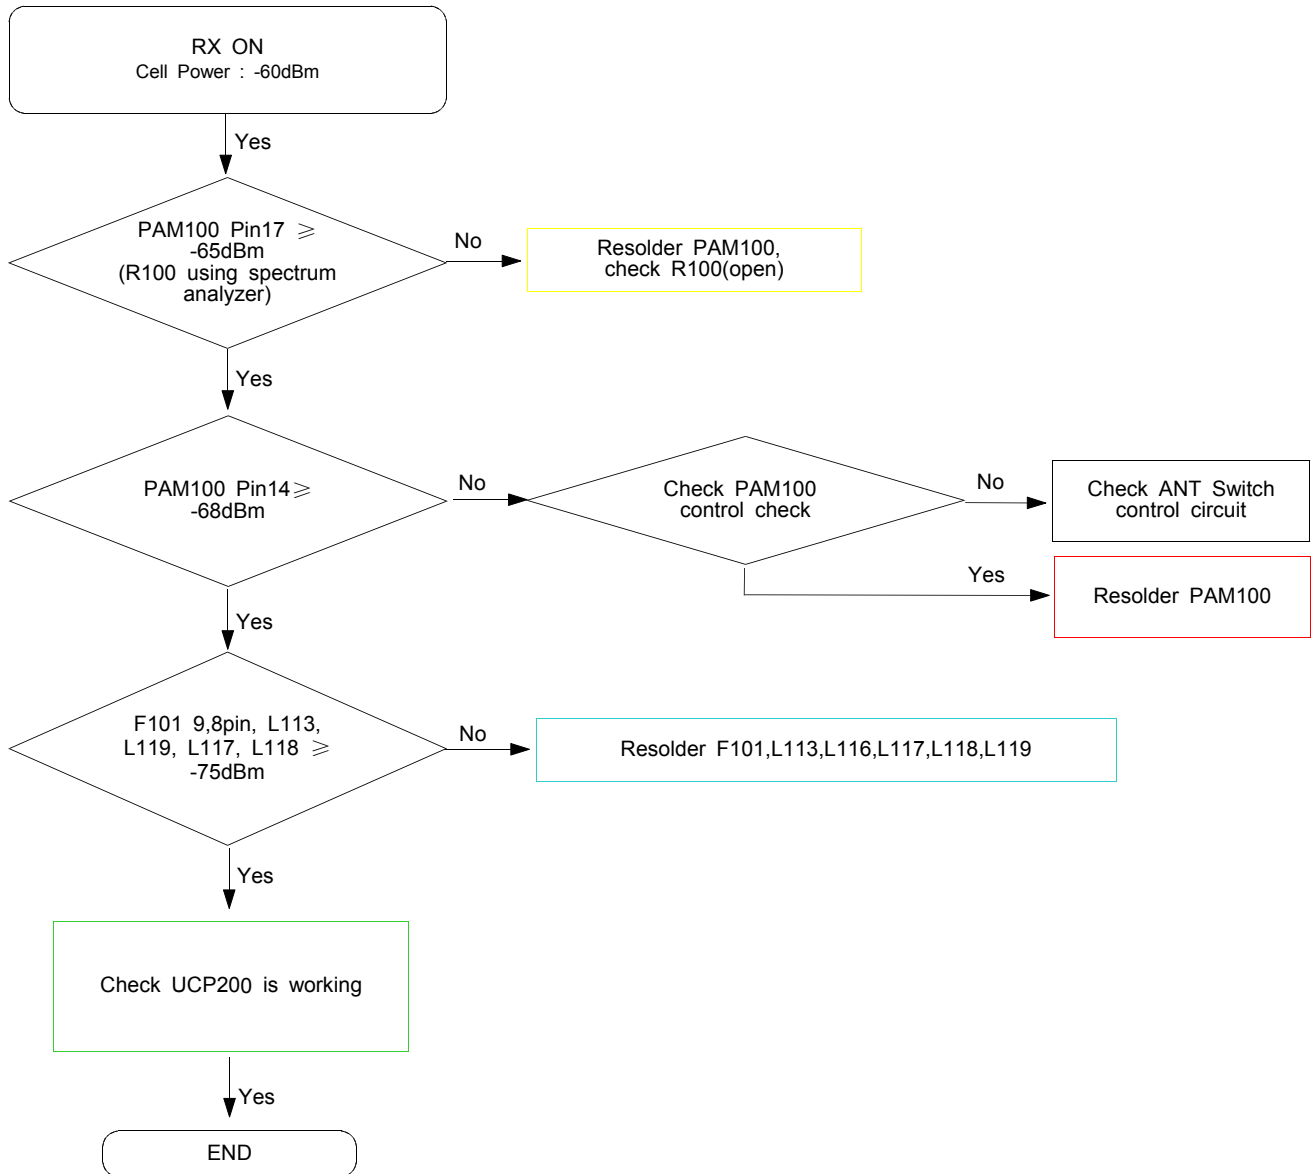 RX ON
Cell Power : -60dBm
Yes
PAM100 Pin17 ≥
-65dBm
(R100 using spectrum
analyzer)
No
Resolder PAM100,
check R100(open)
Yes
PAM100 Pin14≥
-68dBm
No
Check PAM100
control check
No
Check ANT Switch
control circuit
Yes
Resolder PAM100
Yes
F101 9,8pin, L113,
L119, L117, L118 ≥
-75dBm
No
Resolder F101,L113,L116,L117,L118,L119
Yes
Check UCP200 is working
Yes
END